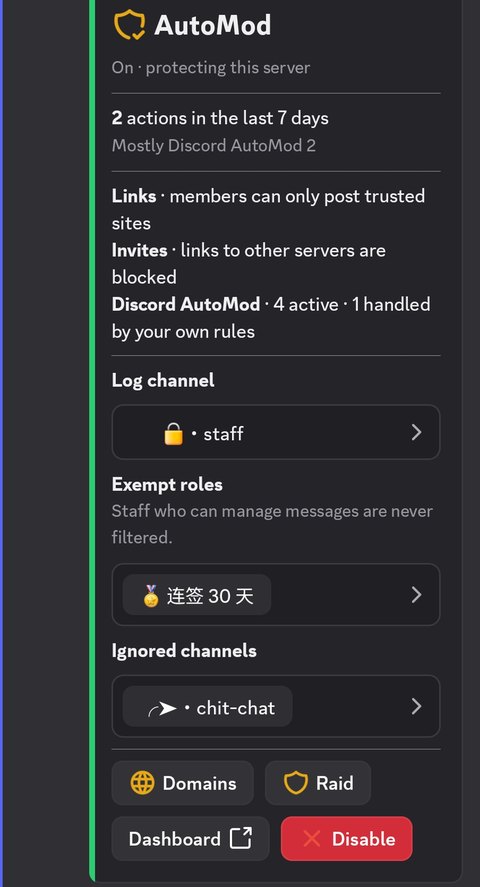 AutoMod
On · protecting this server
2 actions in the last 7 days
Mostly Discord AutoMod 2
Links · members can only post trusted
sites
Invites · links to other servers are
blocked
Discord AutoMod · 4 active · 1 handled
by your own rules
Log channel
🔒 • staff
Exempt roles
Staff who can manage messages are never
filtered.
🏅 连签 30 天
Ignored channels
• chit-chat
Domains
Raid
Dashboard
Disable